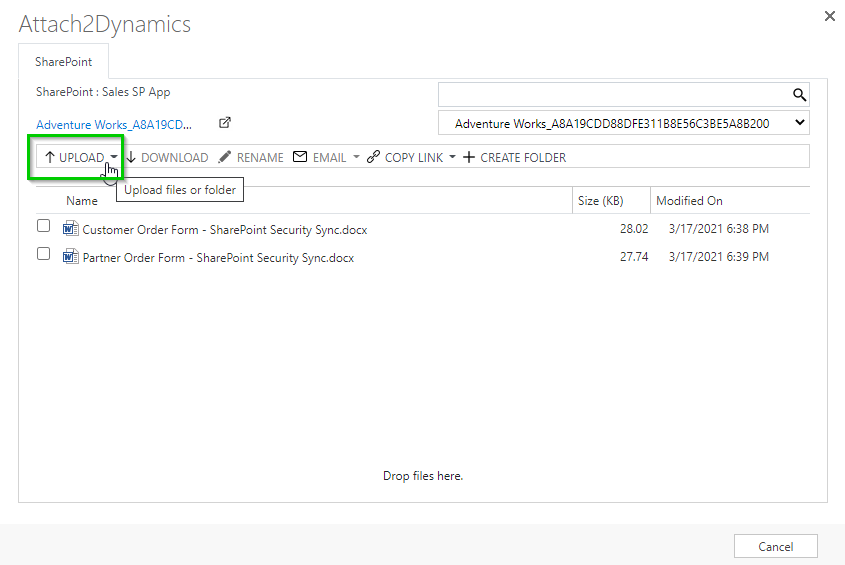 Attach2Dynamics
SharePoint
SharePoint : Sales SP App
Adventure Works_A8A19CD...
Adventure Works_A8A19CDD88DFE311B8E56C3BE5A8B200
UPLOAD DOWNLOAD RENAME EMAIL COPY LINK CREATE FOLDER
Upload files or folder
Name Size (KB) Modified On
Customer Order Form - SharePoint Security Sync.docx 28.02 3/17/2021 6:38 PM
Partner Order Form - SharePoint Security Sync.docx 27.74 3/17/2021 6:39 PM
Drop files here.
Cancel